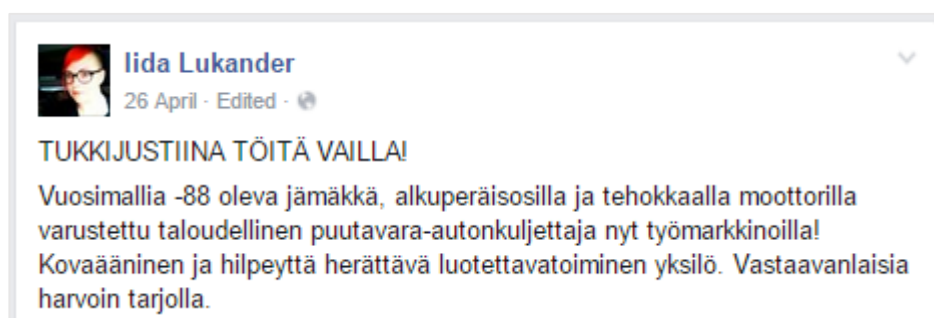 Iida Lukander
26 April · Edited ·
TUKKIJUSTIINA TÖITÄ VAILLA!
Vuosimallia -88 oleva jämäkkä, alkuperäisosilla ja tehokkaalla moottorilla
varustettu taloudellinen puutavara-autonkuljettaja nyt työmarkkinoilla!
Kovaääninen ja hilpeyttä herättävä luotettavatoiminen yksilö. Vastaavanlaisia
harvoin tarjolla.